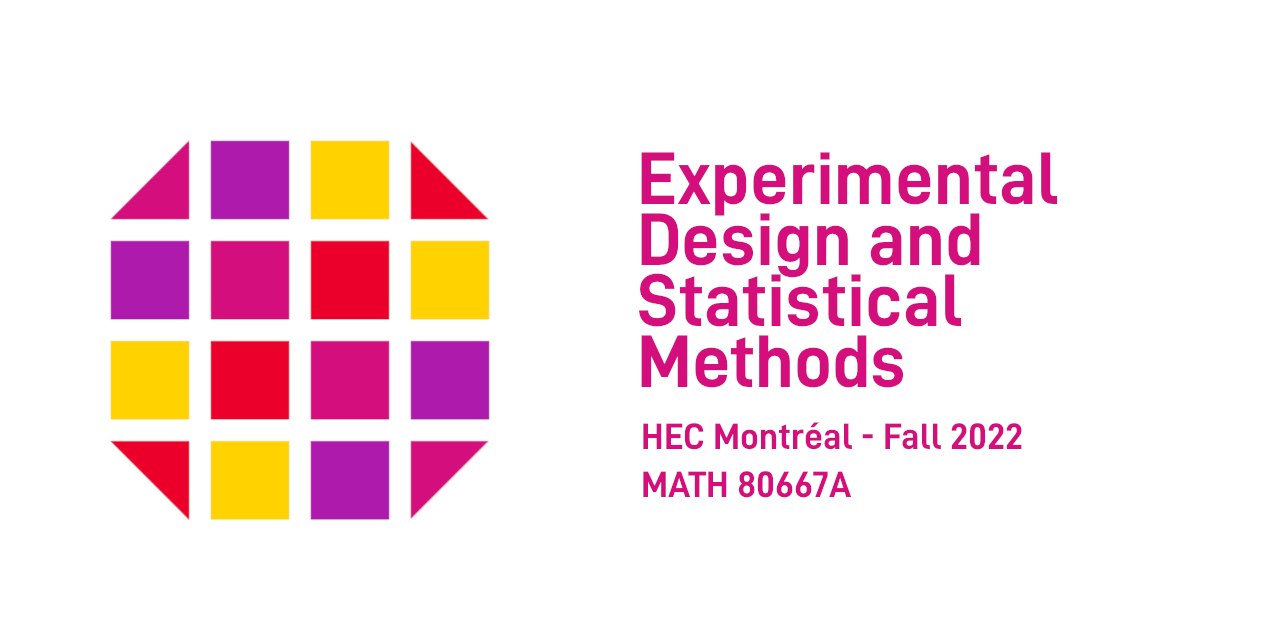 Experimental
Design and
Statistical
Methods
HEC Montréal - Fall 2022
MATH 80667A